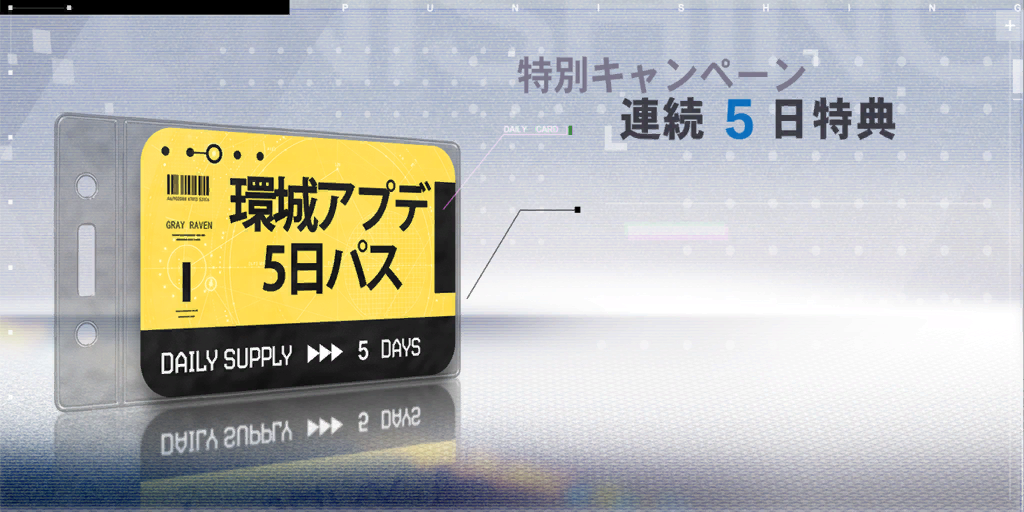 PUNISHING
特別キャンペーン
連続 5 日特典
DAILY CARD
GRAY RAVEN
環城アプデ
5日パス
DAILY SUPPLY 5 DAYS